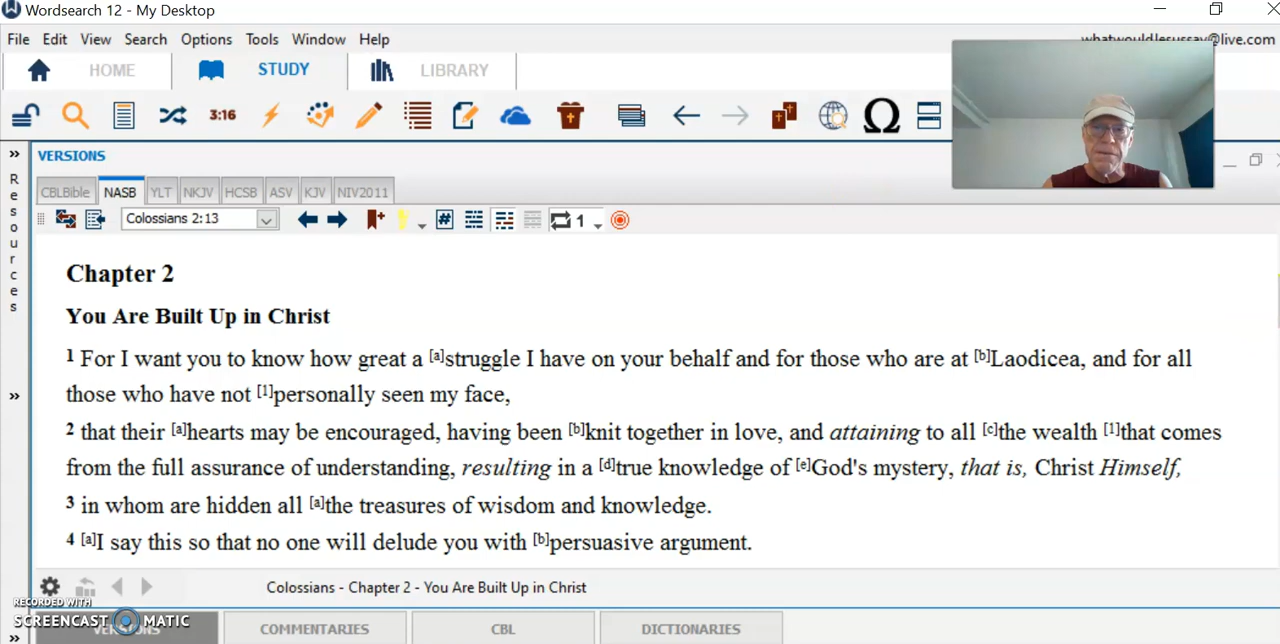 Wordsearch 12 - My Desktop
File Edit View Search Options Tools Window Help
whatwouldJesussay@live.com
HOME STUDY LIBRARY
3:16
Ω
» VERSIONS
Resources
CBLBible NASB YLT NKJV HCSB ASV KJV NIV2011
Colossians 2:13
# 1
Chapter 2
You Are Built Up in Christ
1 For I want you to know how great a [a]struggle I have on your behalf and for those who are at [b]Laodicea, and for all
those who have not [1]personally seen my face,
2 that their [a]hearts may be encouraged, having been [b]knit together in love, and attaining to all [c]the wealth [1]that comes
from the full assurance of understanding, resulting in a [d]true knowledge of [e]God's mystery, that is, Christ Himself,
3 in whom are hidden all [a]the treasures of wisdom and knowledge.
4 [a]I say this so that no one will delude you with [b]persuasive argument.
»
Colossians - Chapter 2 - You Are Built Up in Christ
RECORDED WITH
SCREENCAST MATIC
» VERSIONS COMMENTARIES CBL DICTIONARIES